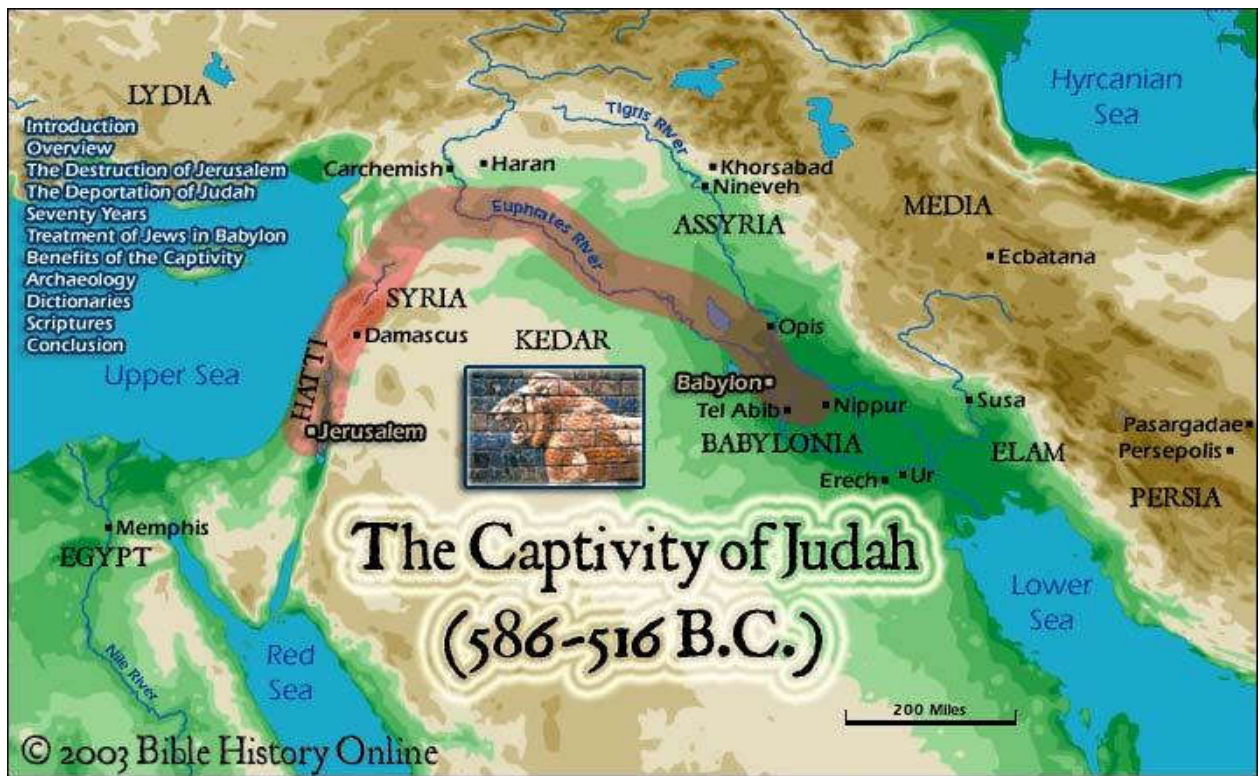 LYDIA
Hyrcanian
Sea
Introduction
Overview
The Destruction of Jerusalem
The Deportation of Judah
Seventy Years
Treatment of Jews in Babylon
Benefits of the Captivity
Archaeology
Dictionaries
Scriptures
Conclusion
Tigris River
Carchemish
Haran
Khorsabad
Nineveh
Euphrates River
ASSYRIA
MEDIA
Ecbatana
SYRIA
Damascus
KEDAR
Opis
Upper Sea
HATTI
Babylon
Tel Abib
Nippur
Susa
Jerusalem
BABYLONIA
ELAM
Pasargadae
Persepolis
Erech
Ur
PERSIA
Memphis
EGYPT
The Captivity of Judah
(586-516 B.C.)
Lower
Sea
Nile River
Red
Sea
200 Miles
© 2003 Bible History Online